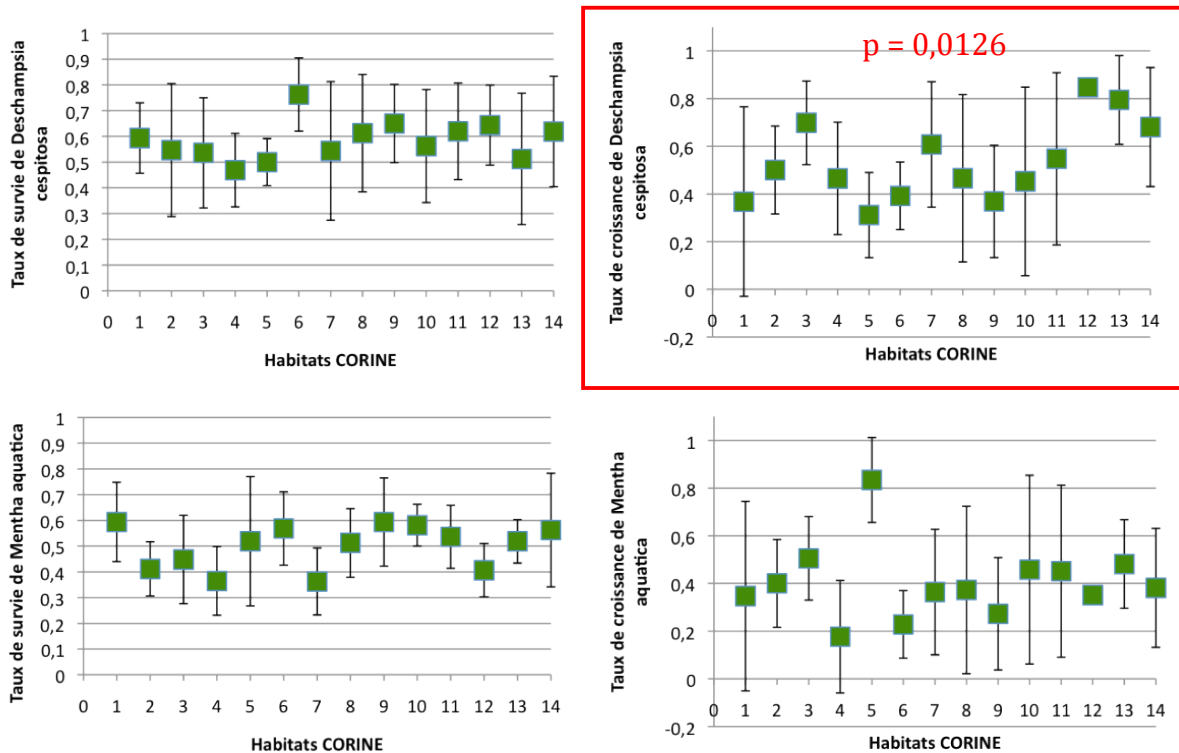 Taux de survie de Deschampsia
cespitosa
1
0,9
0,8
0,7
0,6
0,5
0,4
0,3
0,2
0,1
0
0 1 2 3 4 5 6 7 8 9 10 11 12 13 14
Habitats CORINE
p = 0,0126
Taux de croissance de Deschampsia
cespitosa
1
0,8
0,6
0,4
0,2
0
-0,2
0 1 2 3 4 5 6 7 8 9 10 11 12 13 14
Habitats CORINE
Taux de survie de Mentha aquatica
1
0,9
0,8
0,7
0,6
0,5
0,4
0,3
0,2
0,1
0
0 1 2 3 4 5 6 7 8 9 10 11 12 13 14
Habitats CORINE
Taux de croissance de Mentha
aquatica
1
0,8
0,6
0,4
0,2
0
-0,2
0 1 2 3 4 5 6 7 8 9 10 11 12 13 14
Habitats CORINE